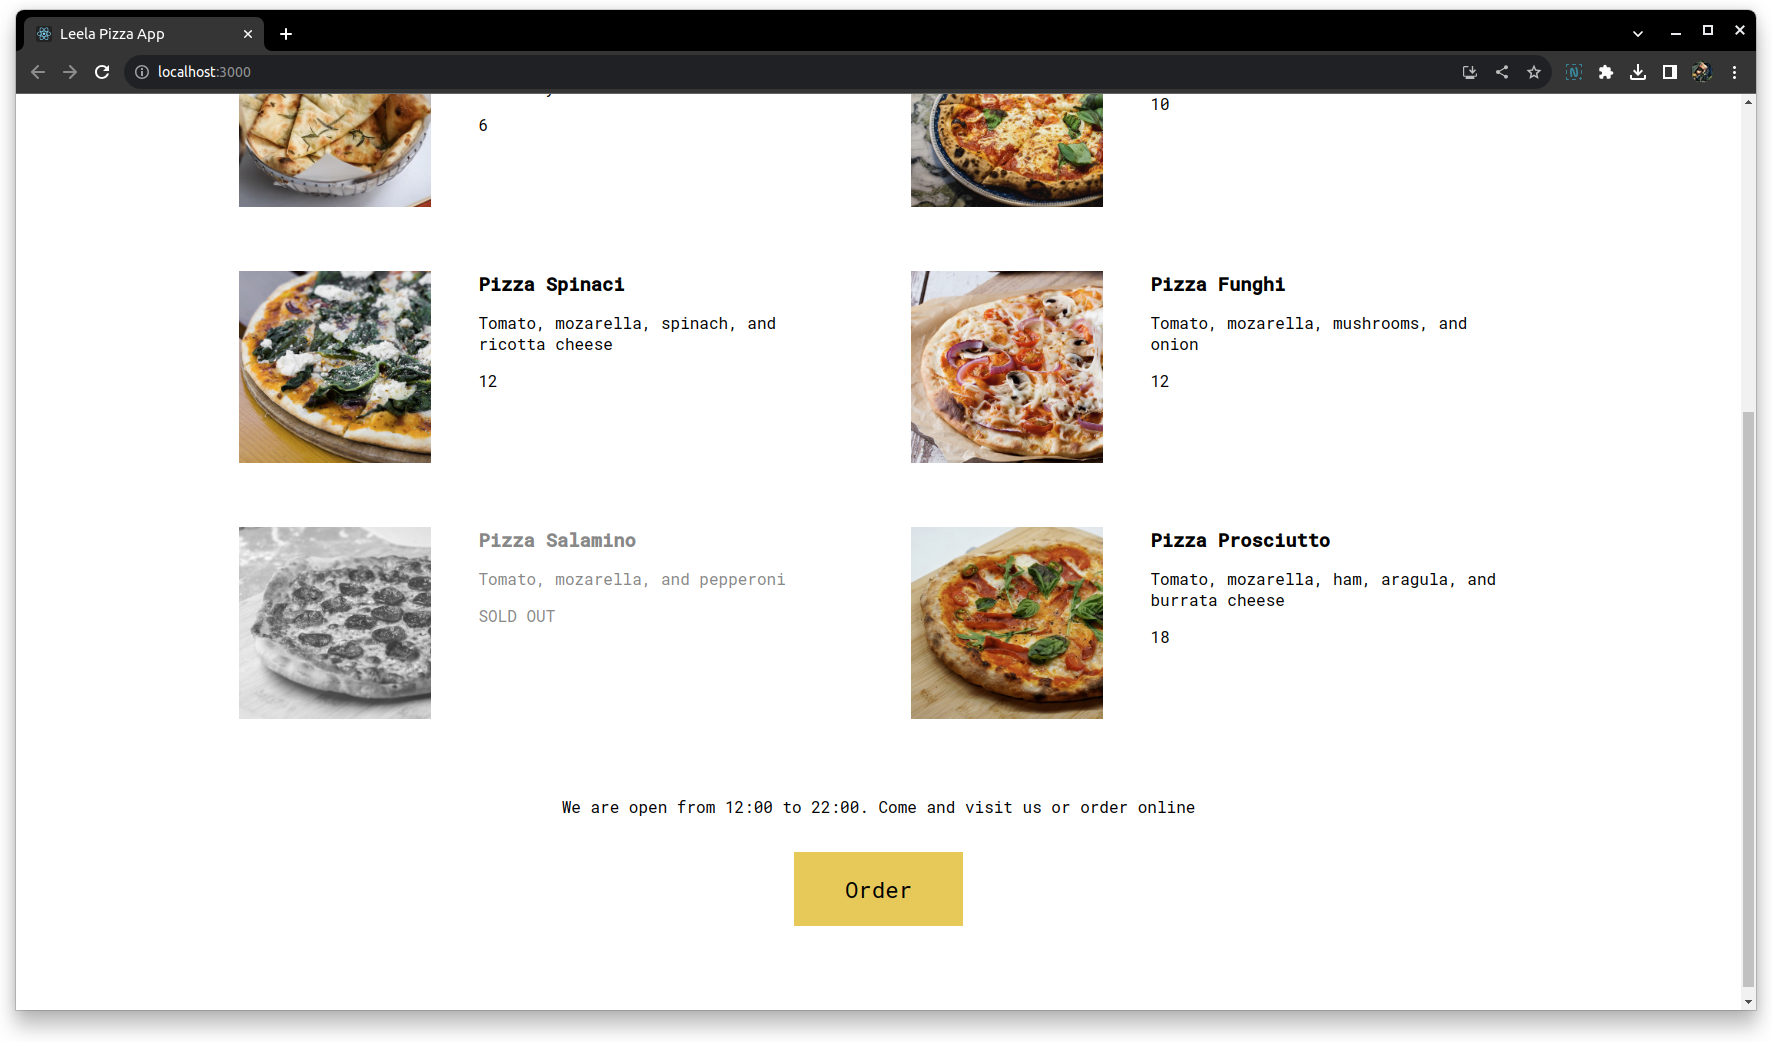 Leela Pizza App
localhost:3000
6
10
Pizza Spinaci
Tomato, mozarella, spinach, and
ricotta cheese
12
Pizza Funghi
Tomato, mozarella, mushrooms, and
onion
12
Pizza Salamino
Tomato, mozarella, and pepperoni
SOLD OUT
Pizza Prosciutto
Tomato, mozarella, ham, aragula, and
burrata cheese
18
We are open from 12:00 to 22:00. Come and visit us or order online
Order